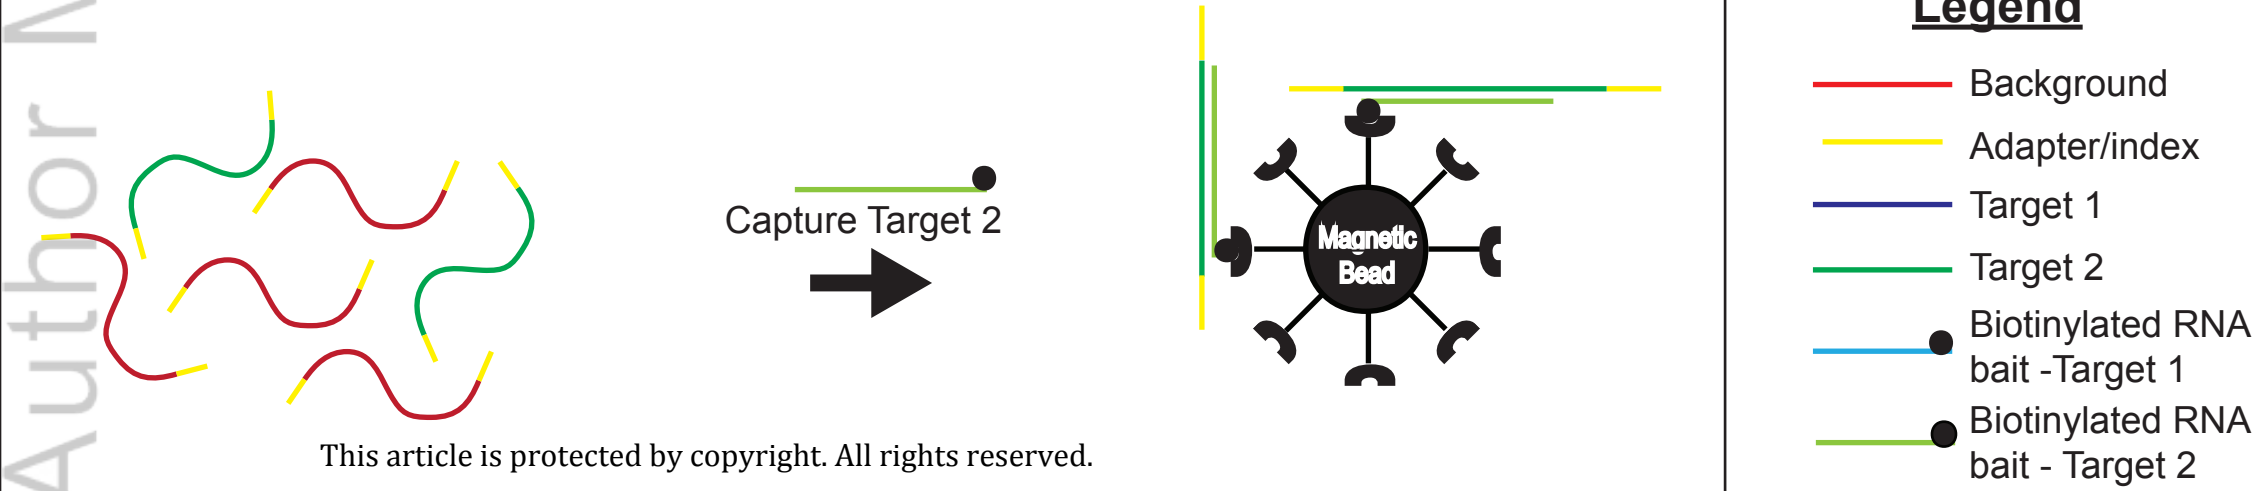 Legend
Background
Adapter/index
Target 1
Target 2
Biotinylated RNA
bait -Target 1
Biotinylated RNA
bait - Target 2
Capture Target 2
Magnetic
Bead
This article is protected by copyright. All rights reserved.
Author